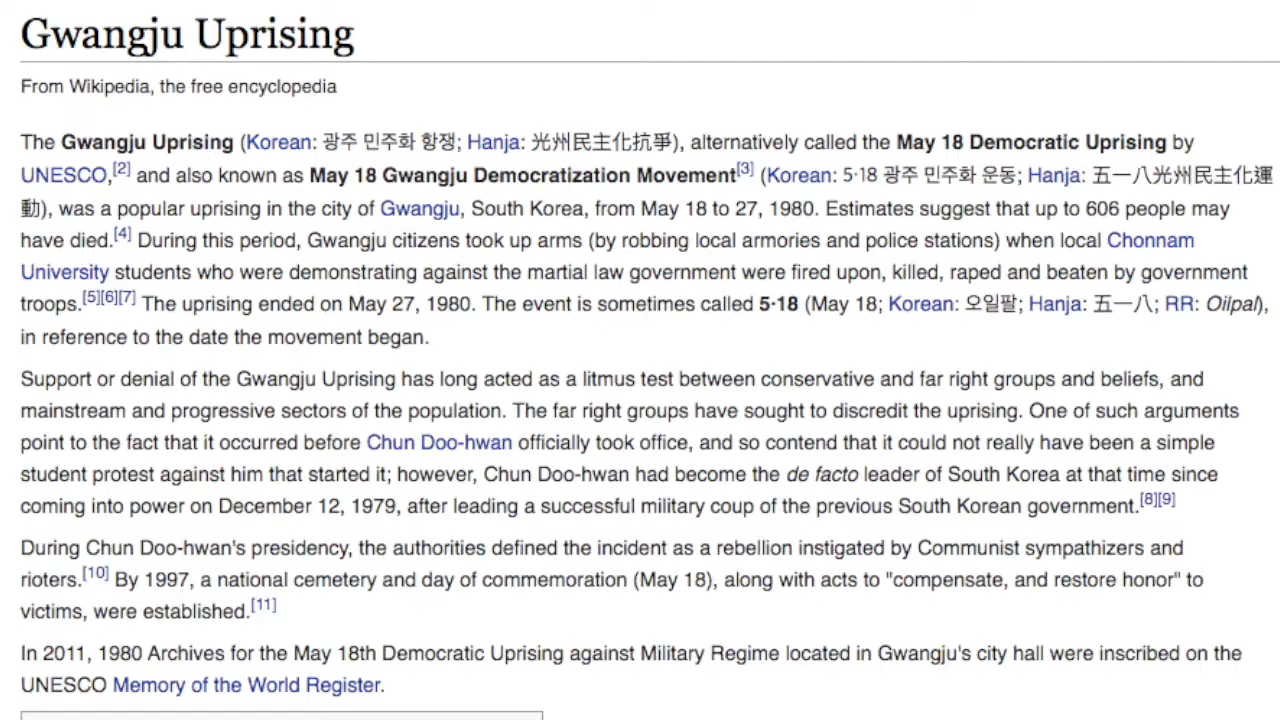 Gwangju Uprising
From Wikipedia, the free encyclopedia
The Gwangju Uprising (Korean: 광주 민주화 항쟁; Hanja: 光州民主化抗爭), alternatively called the May 18 Democratic Uprising by
UNESCO,[2] and also known as May 18 Gwangju Democratization Movement[3] (Korean: 5·18 광주 민주화 운동; Hanja: 五一八光州民主化運
動), was a popular uprising in the city of Gwangju, South Korea, from May 18 to 27, 1980. Estimates suggest that up to 606 people may
have died.[4] During this period, Gwangju citizens took up arms (by robbing local armories and police stations) when local Chonnam
University students who were demonstrating against the martial law government were fired upon, killed, raped and beaten by government
troops.[5][6][7] The uprising ended on May 27, 1980. The event is sometimes called 5·18 (May 18; Korean: 오일팔; Hanja: 五一八; RR: Oilpal),
in reference to the date the movement began.
Support or denial of the Gwangju Uprising has long acted as a litmus test between conservative and far right groups and beliefs, and
mainstream and progressive sectors of the population. The far right groups have sought to discredit the uprising. One of such arguments
point to the fact that it occurred before Chun Doo-hwan officially took office, and so contend that it could not really have been a simple
student protest against him that started it; however, Chun Doo-hwan had become the de facto leader of South Korea at that time since
coming into power on December 12, 1979, after leading a successful military coup of the previous South Korean government.[8][9]
During Chun Doo-hwan's presidency, the authorities defined the incident as a rebellion instigated by Communist sympathizers and
rioters.[10] By 1997, a national cemetery and day of commemoration (May 18), along with acts to "compensate, and restore honor" to
victims, were established.[11]
In 2011, 1980 Archives for the May 18th Democratic Uprising against Military Regime located in Gwangju's city hall were inscribed on the
UNESCO Memory of the World Register.